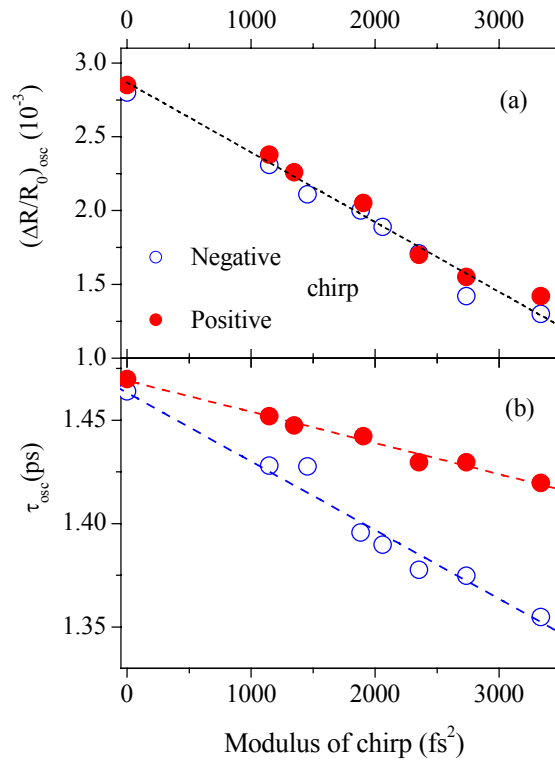 0 1000 2000 3000
(a)
3.0
2.5
2.0
1.5
1.0
((ΔR/R₀)osc (10⁻³)
Negative
chirp
Positive
(b)
1.45
1.40
1.35
τosc(ps)
0 1000 2000 3000
Modulus of chirp (fs²)